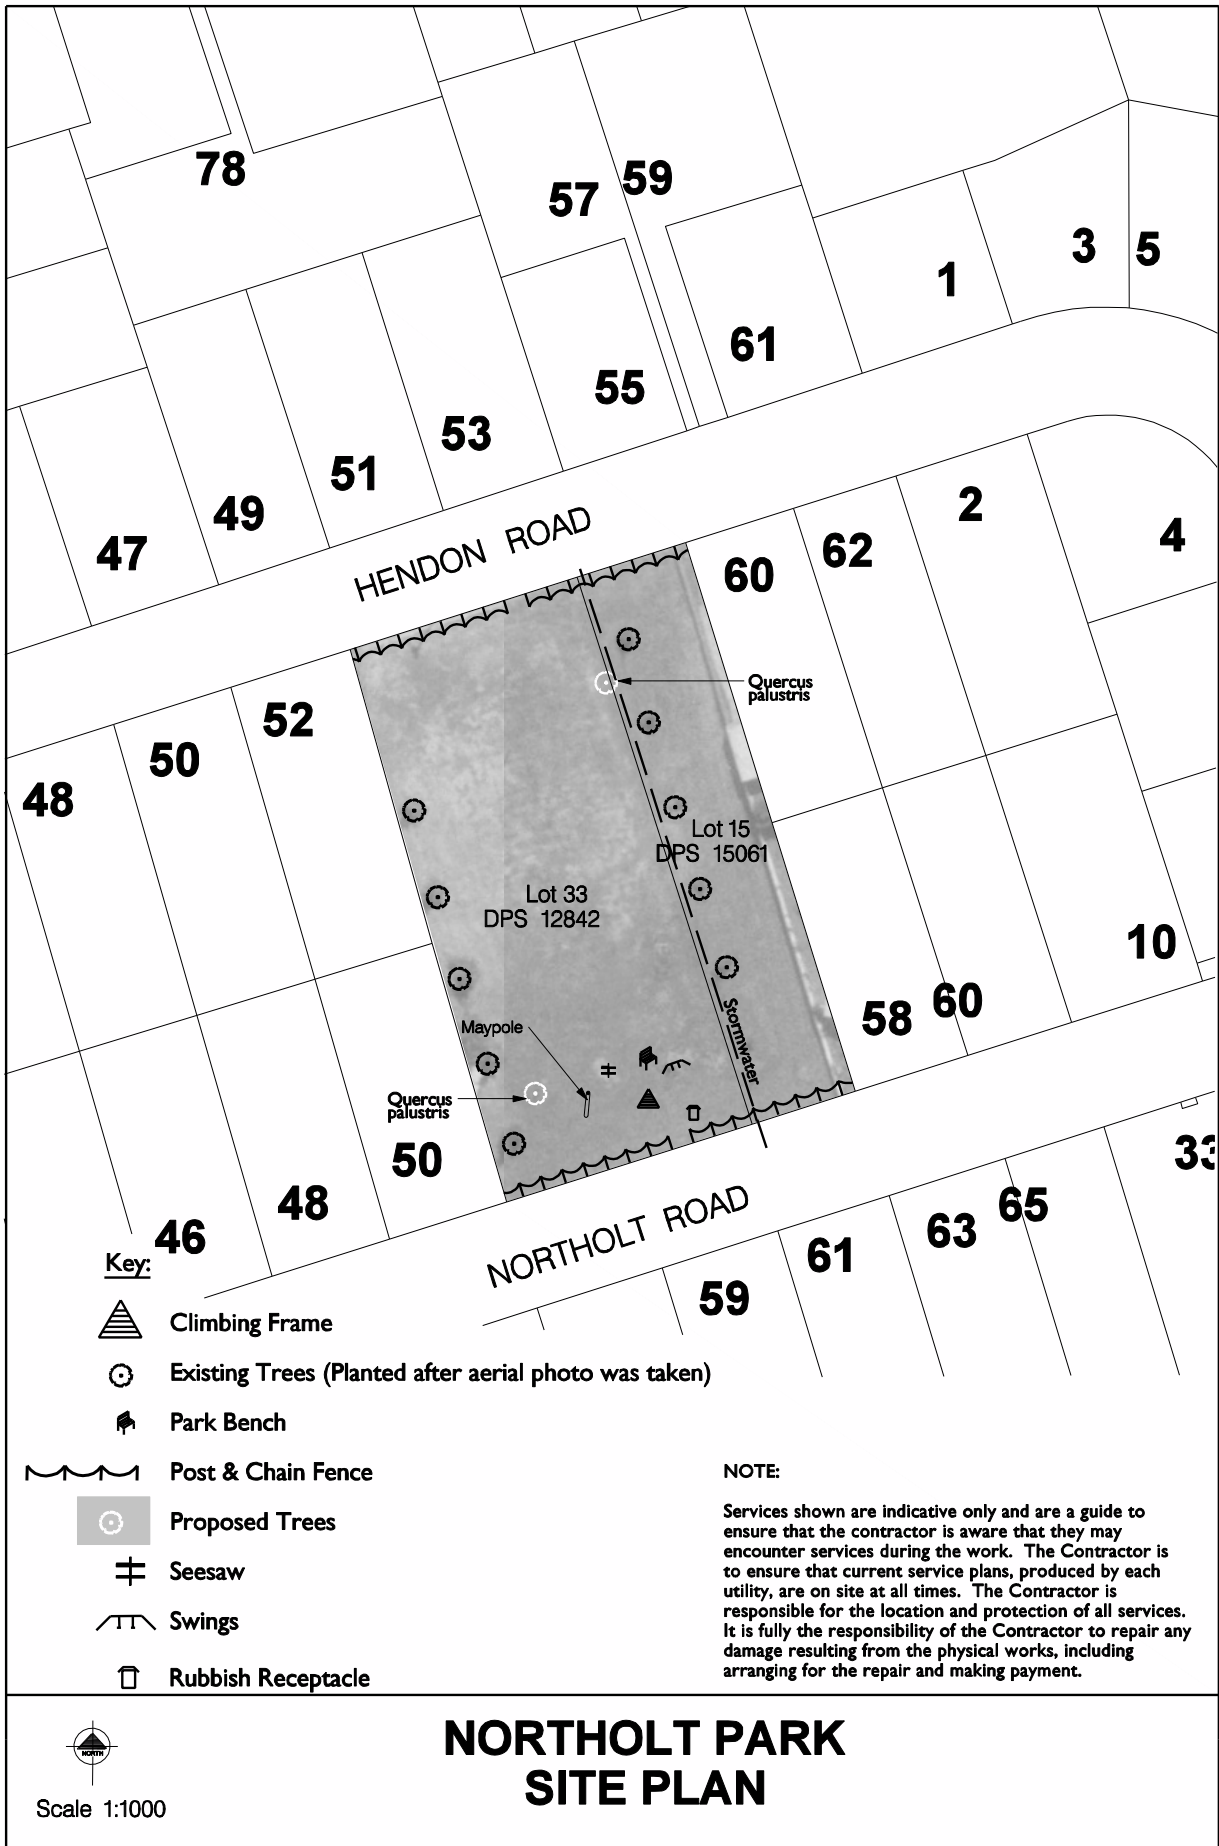 78
57
59
1
3
5
61
55
53
51
49
47
2
4
HENDON ROAD
60
62
52
50
48
Quercus
palustris
Lot 15
DPS 15061
Lot 33
DPS 12842
10
58
60
Stormwater
Maypole
Quercus
palustris
50
48
46
33
65
63
61
59
NORTHOLT ROAD
Key:
Climbing Frame
Existing Trees (Planted after aerial photo was taken)
Park Bench
Post & Chain Fence
Proposed Trees
Seesaw
Swings
Rubbish Receptacle
NOTE:
Services shown are indicative only and are a guide to
ensure that the contractor is aware that they may
encounter services during the work. The Contractor is
to ensure that current service plans, produced by each
utility, are on site at all times. The Contractor is
responsible for the location and protection of all services.
It is fully the responsibility of the Contractor to repair any
damage resulting from the physical works, including
arranging for the repair and making payment.
NORTH
Scale 1:1000
NORTHOLT PARK
SITE PLAN